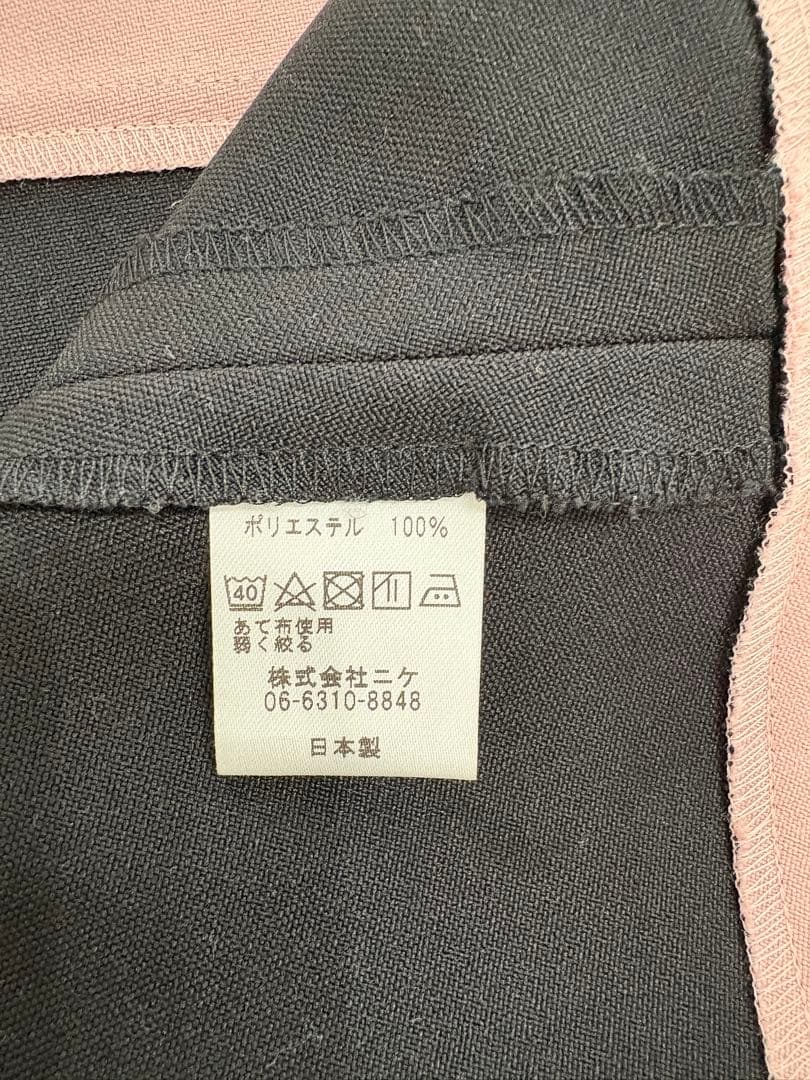 ポリエステル 100%
40
あて布使用
弱く絞る
株式会社ニケ
06-6310-8848
日本製